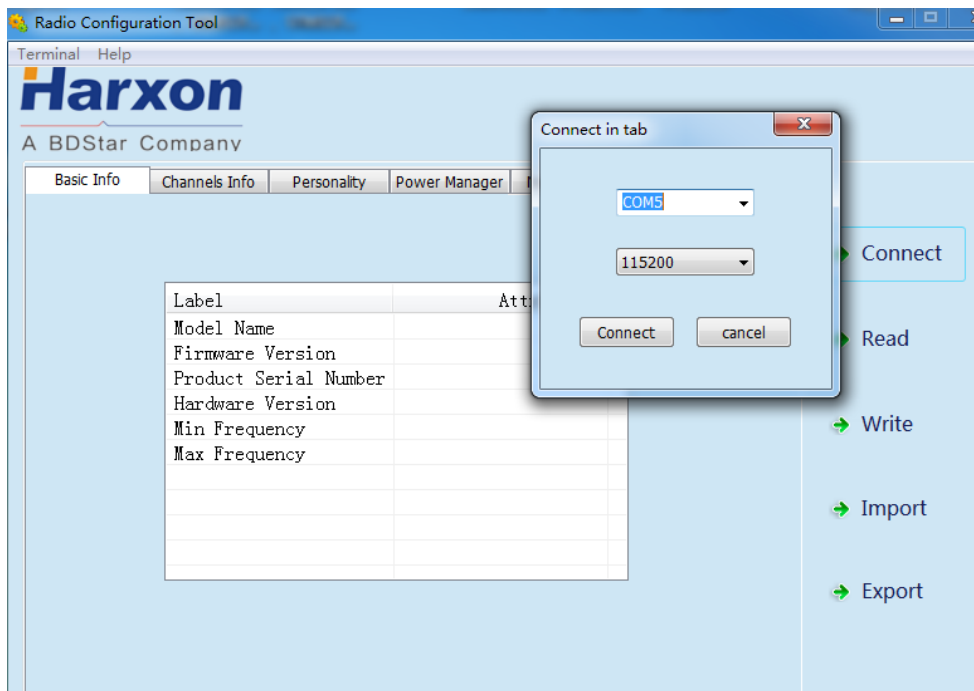 Radio Configuration Tool
Terminal Help
Harxon
A BDStar Company
Basic Info Channels Info Personality Power Manager
Connect in tab
COM5
115200
Connect cancel
Label
Model Name
Firmware Version
Product Serial Number
Hardware Version
Min Frequency
Max Frequency
Connect
Read
Write
Import
Export